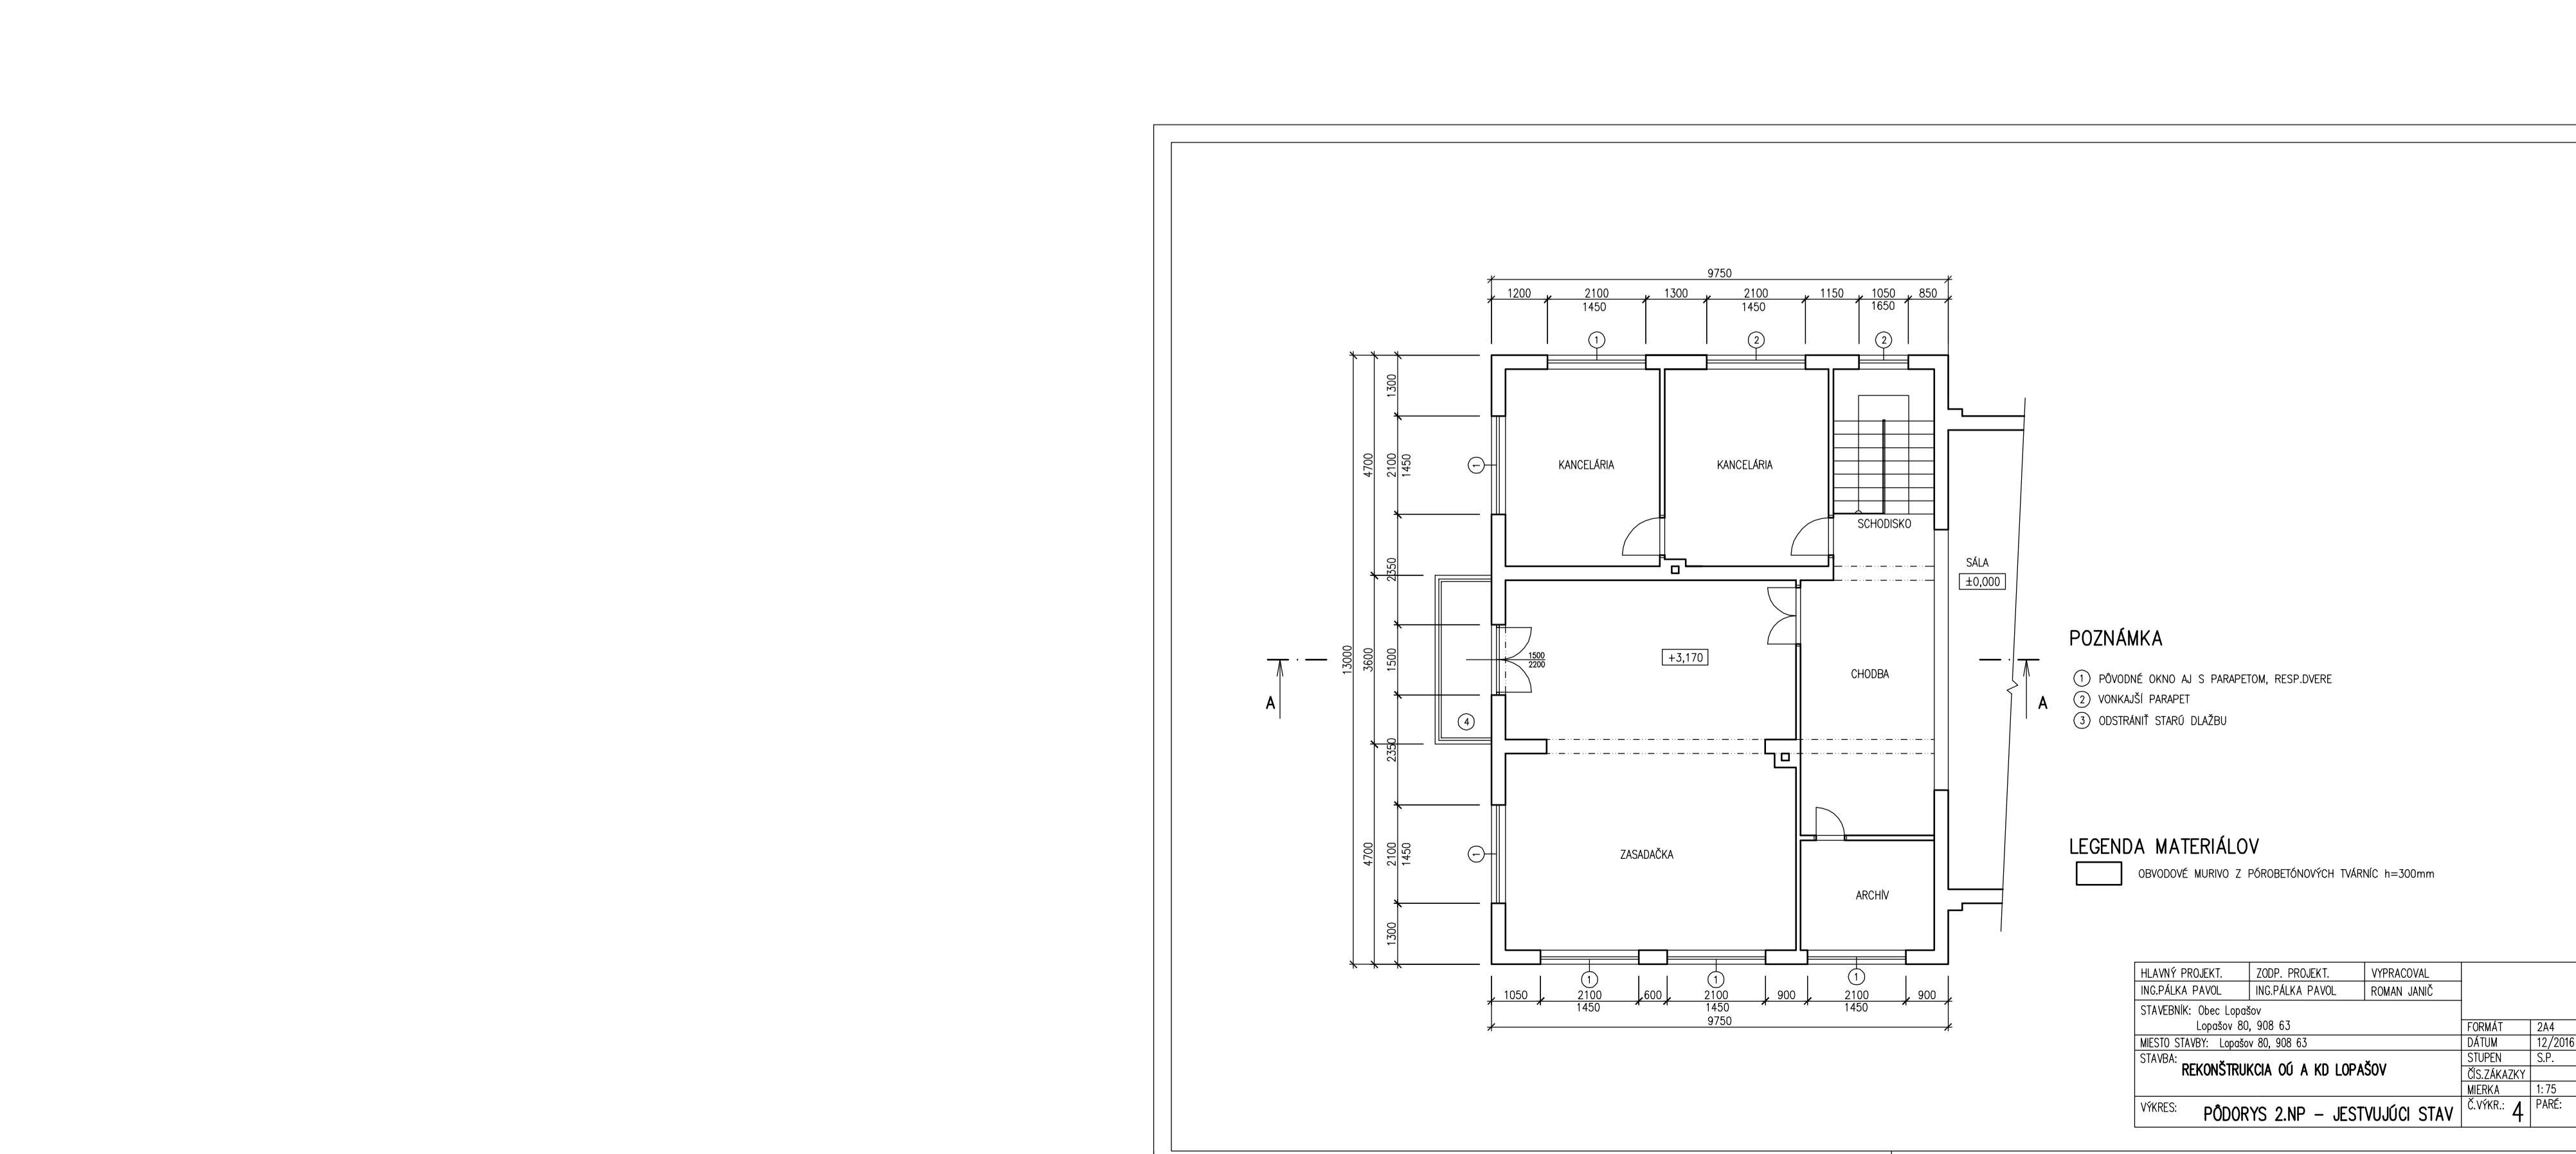 9750
1200 2100 1300 2100 1150 1050 850
1450 1450 1650
1 2 2
1300
4700 2100 1450
1
KANCELÁRIA KANCELÁRIA
SCHODISKO
2350
SÁLA
±0,000
13000 3600 1500
1500
2200
+3,170
CHODBA
A A
4
2350
4700 2100 1450
1
ZASADAČKA
ARCHÍV
1300
1 1 1
1050 2100 600 2100 900 2100 900
1450 1450 1450
9750
POZNÁMKA
1 PÔVODNÉ OKNO AJ S PARAPETOM, RESP.DVERE
2 VONKAJŠÍ PARAPET
3 ODSTRÁNIŤ STARÚ DLAŽBU
LEGENDA MATERIÁLOV
OBVODOVÉ MURIVO Z PÓROBETÓNOVÝCH TVÁRNÍC h=300mm
HLAVNÝ PROJEKT. ZODP. PROJEKT. VYPRACOVAL
ING.PÁLKA PAVOL ING.PÁLKA PAVOL ROMAN JANIČ
STAVEBNÍK: Obec Lopašov
Lopašov 80, 908 63
FORMÁT 2A4
MIESTO STAVBY: Lopašov 80, 908 63
DÁTUM 12/2016
STAVBA:
STUPEN S.P.
REKONŠTRUKCIA OÚ A KD LOPAŠOV
ČÍS.ZÁKAZKY
MIERKA 1:75
VÝKRES: PÔDORYS 2.NP – JESTVUJÚCI STAV
Č.VÝKR.: 4 PARÉ: